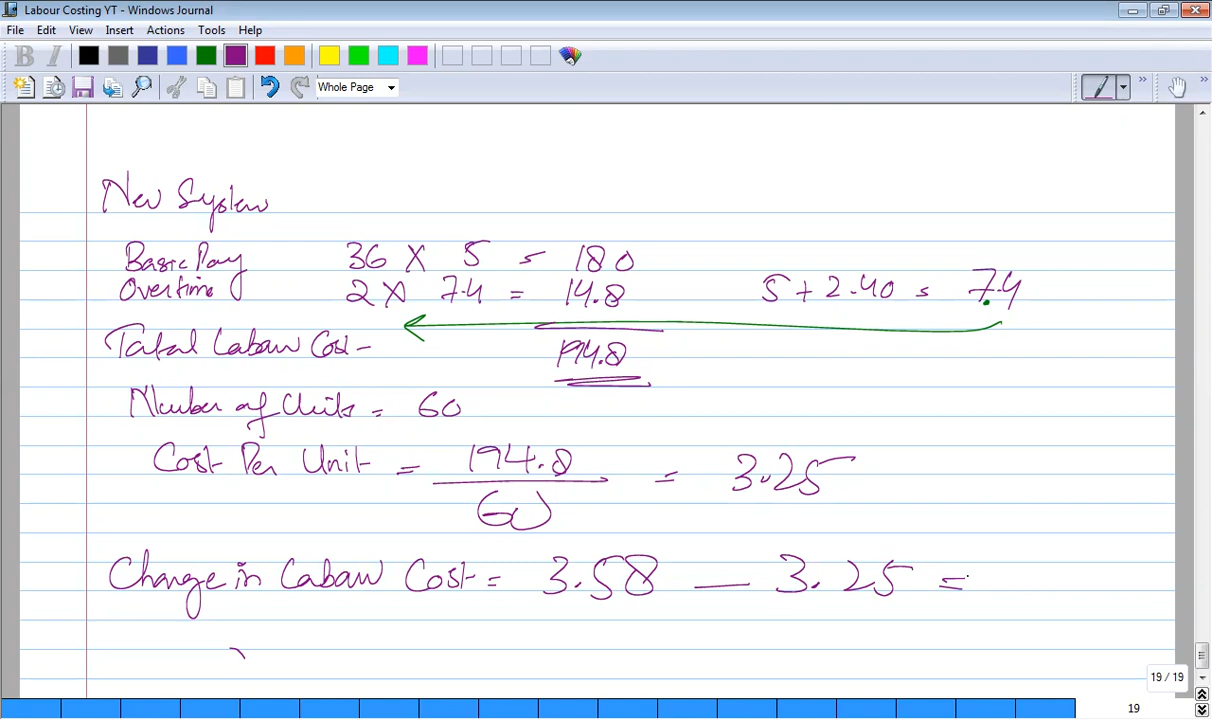 Labour Costing YT - Windows Journal
File Edit View Insert Actions Tools Help
B I
Whole Page
New System
Basic Pay 36 X 5 = 180
Overtime 2 X 7.4 = 14.8 5 + 2.40 = 7.4
Total Labour Cost 194.8
Number of Units = 60
Cost Per Unit = 194.8 / 60 = 3.25
Change in Labour Cost = 3.58 — 3.25 =
19 / 19
19